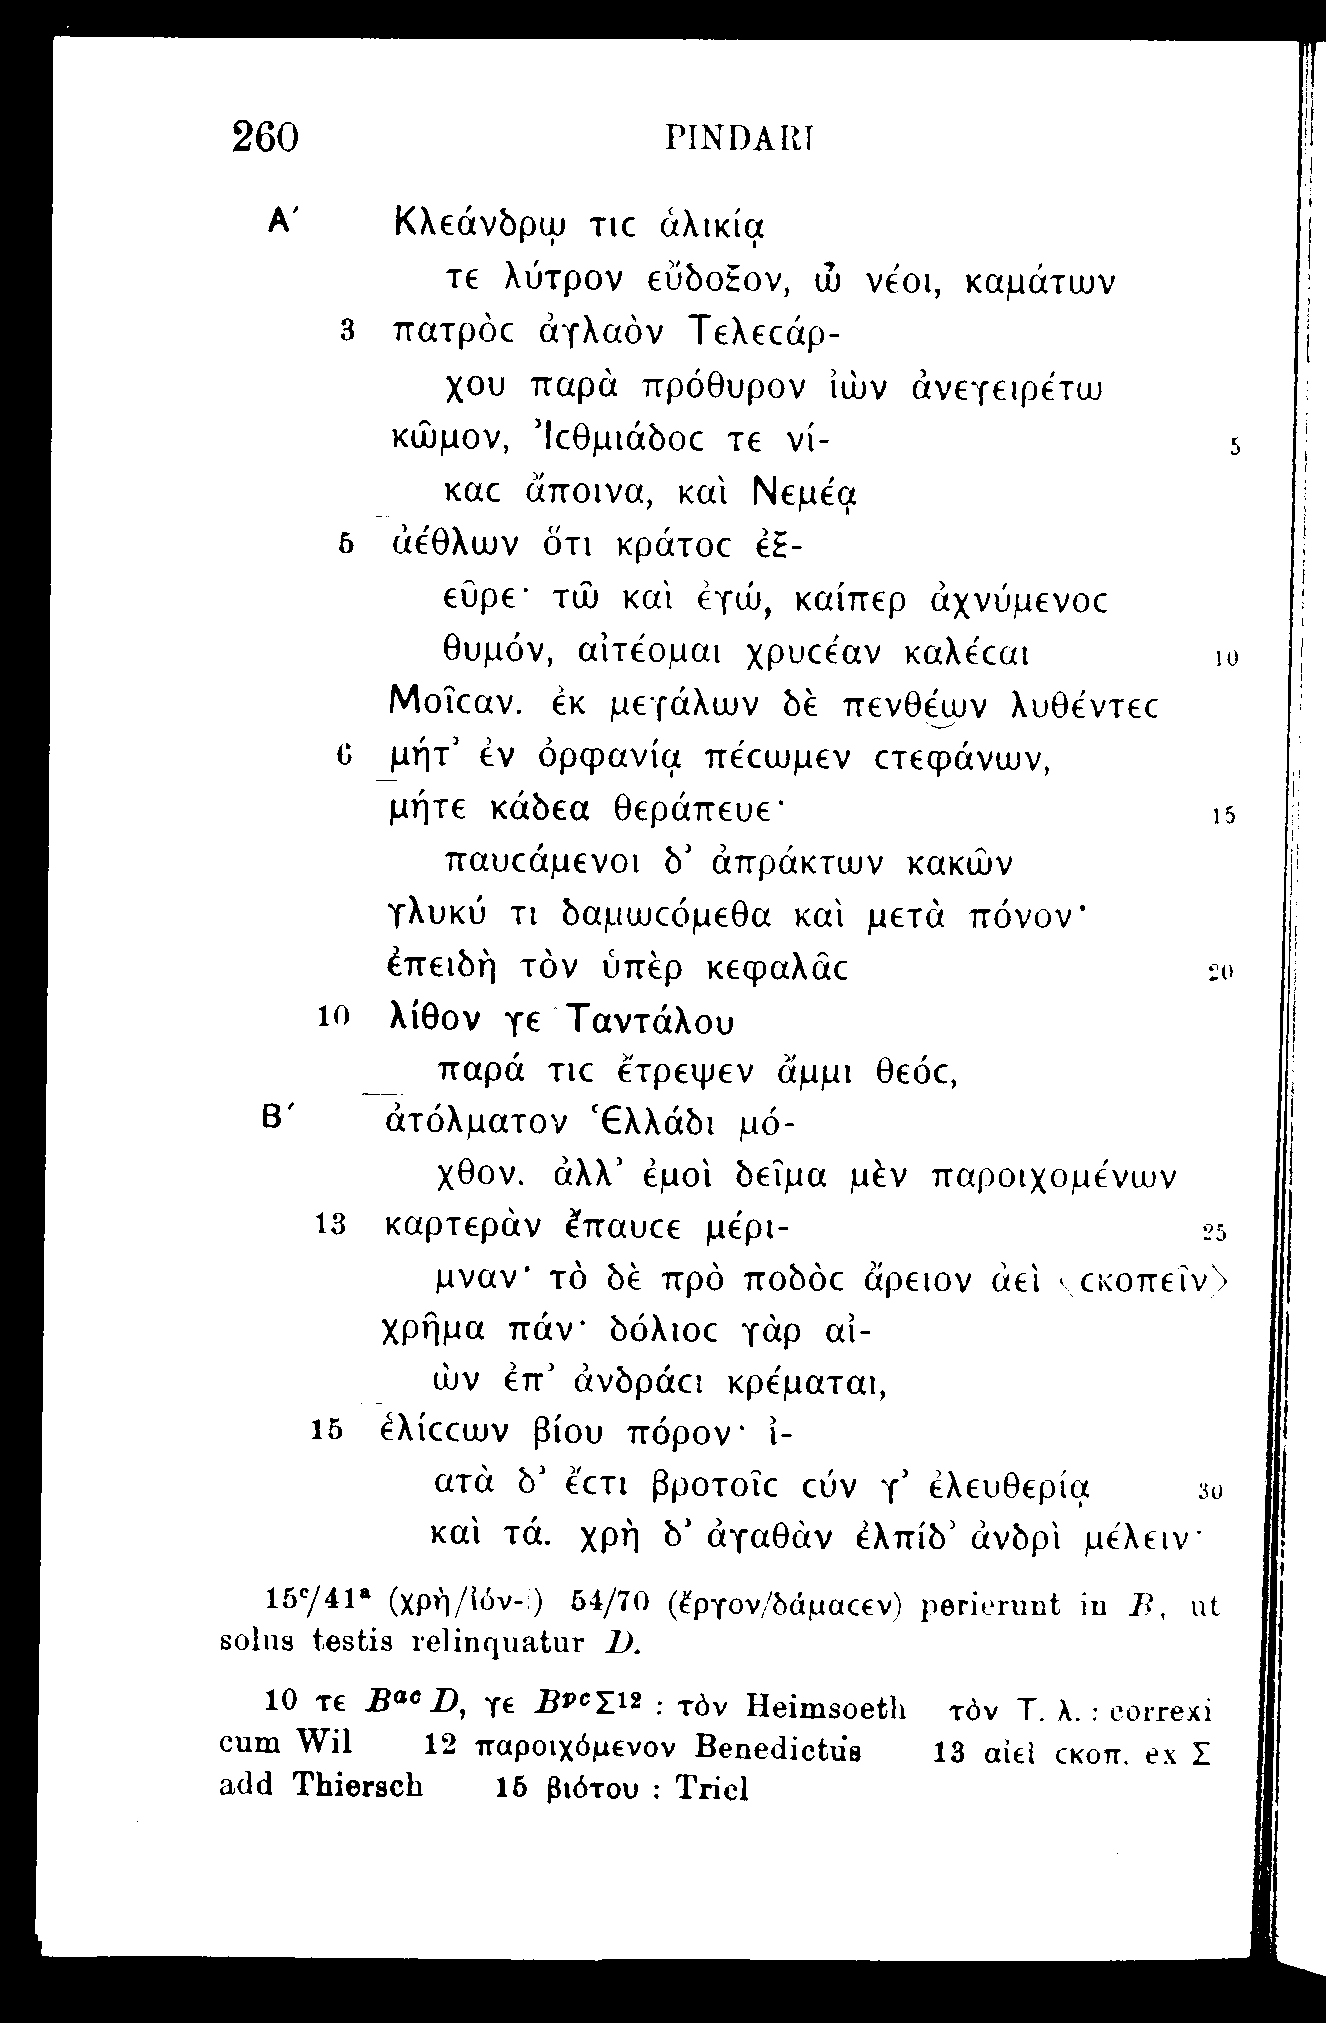 260 PINDARI
Α′ Κλεάνδρῳ τιϲ ἁλικίᾳ
τε λύτρον εὔδοξον, ὦ νέοι, καμάτων
3 πατρὸϲ ἀγλαὸν Τελεϲάρ-
χου παρὰ πρόθυρον ἰὼν ἀνεγειρέτω
κῶμον, Ἰϲθμιάδοϲ τε νί- 5
καϲ ἄποινα, καὶ Νεμέᾳ
5 ἀέθλων ὅτι κράτοϲ ἐξ-
εῦρε· τῶ καὶ ἐγώ, καίπερ ἀχνύμενοϲ
θυμόν, αἰτέομαι χρυϲέαν καλέϲαι 10
Μοῖϲαν. ἐκ μεγάλων δὲ πενθέων λυθέντεϲ
6 μήτ’ ἐν ὀρφανίᾳ πέϲωμεν ϲτεφάνων,
μήτε κάδεα θεράπευε· 15
παυϲάμενοι δ’ ἀπράκτων κακῶν
γλυκύ τι δαμωϲόμεθα καὶ μετὰ πόνον·
ἐπειδὴ τὸν ὑπὲρ κεφαλᾶϲ 20
10 λίθον γε Ταντάλου
παρά τιϲ ἔτρεψεν ἄμμι θεόϲ,
Β′ ἀτόλματον Ἑλλάδι μό-
χθον. ἀλλ’ ἐμοὶ δεῖμα μὲν παροιχομένων
13 καρτερὰν ἔπαυϲε μέρι- 25
μναν· τὸ δὲ πρὸ ποδὸϲ ἄρειον ἀεὶ ‹ϲκοπεῖν›
χρῆμα πάν· δόλιοϲ γὰρ αἰ-
ὼν ἐπ’ ἀνδράϲι κρέμαται,
15 ἑλίϲϲων βίου πόρον· ἰ-
ατὰ δ’ ἔϲτι βροτοῖϲ ϲύν γ’ ἐλευθερίᾳ 30
καὶ τά. χρὴ δ’ ἀγαθὰν ἐλπίδ’ ἀνδρὶ μέλειν·
15ᶜ/41ᵃ (χρὴ/ἰόν-) 54/70 (ἔργον/δάμαϲεν) perierunt in B, ut
solus testis relinquatur D.
10 τε Bᵃᶜ D, γε BᵖᶜΣ¹² : τὸν Heimsoeth τὸν Τ. λ. : correxi
cum Wil 12 παροιχόμενον Benedictus 13 αἰεὶ ϲκοπ. ex Σ
add Thiersch 15 βιότου : Tricl